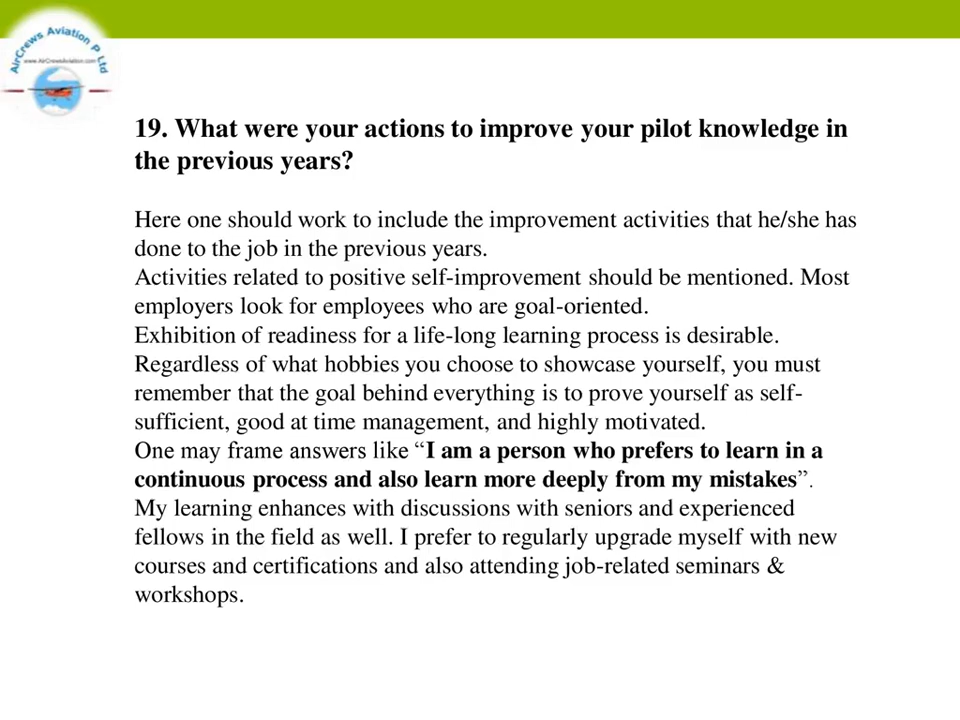 AirCrews Aviation P Ltd
www.AirCrewsAviation.com
19. What were your actions to improve your pilot knowledge in
the previous years?
Here one should work to include the improvement activities that he/she has
done to the job in the previous years.
Activities related to positive self-improvement should be mentioned. Most
employers look for employees who are goal-oriented.
Exhibition of readiness for a life-long learning process is desirable.
Regardless of what hobbies you choose to showcase yourself, you must
remember that the goal behind everything is to prove yourself as self-
sufficient, good at time management, and highly motivated.
One may frame answers like “I am a person who prefers to learn in a
continuous process and also learn more deeply from my mistakes”.
My learning enhances with discussions with seniors and experienced
fellows in the field as well. I prefer to regularly upgrade myself with new
courses and certifications and also attending job-related seminars &
workshops.